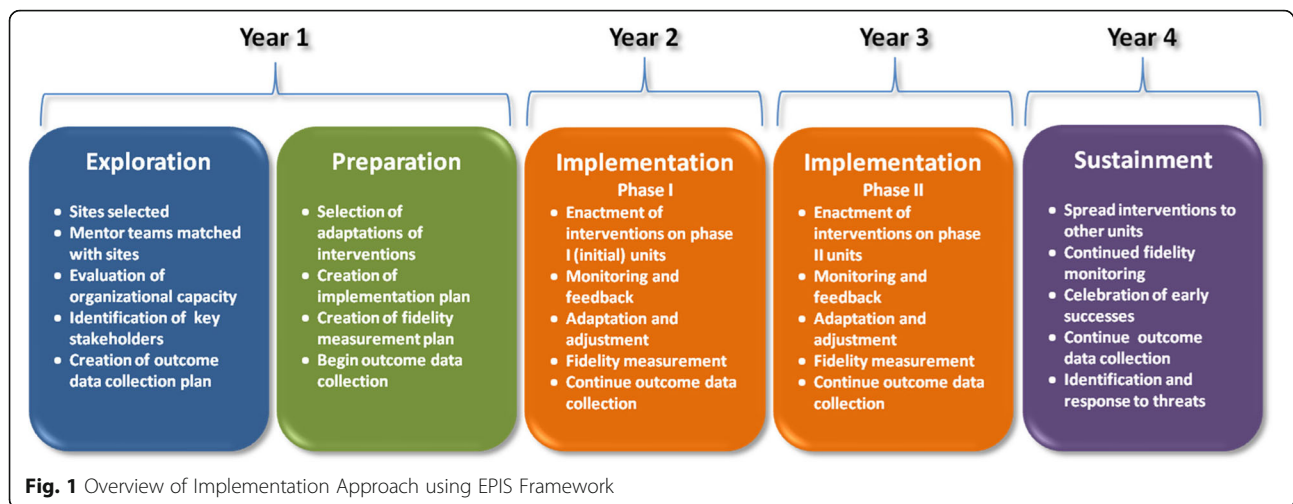 Year 1
Year 2
Year 3
Year 4
Exploration
• Sites selected
• Mentor teams matched
with sites
• Evaluation of
organizational capacity
• Identification of key
stakeholders
• Creation of outcome
data collection plan
Preparation
• Selection of
adaptations of
interventions
• Creation of
implementation plan
• Creation of fidelity
measurement plan
• Begin outcome data
collection
Implementation
Phase I
• Enactment of
interventions on phase
I (initial) units
• Monitoring and
feedback
• Adaptation and
adjustment
• Fidelity measurement
• Continue outcome data
collection
Implementation
Phase II
• Enactment of
interventions on phase
II units
• Monitoring and
feedback
• Adaptation and
adjustment
• Fidelity measurement
• Continue outcome data
collection
Sustainment
• Spread interventions to
other units
• Continued fidelity
monitoring
• Celebration of early
successes
• Continue outcome
data collection
• Identification and
response to threats
Fig. 1 Overview of Implementation Approach using EPIS Framework